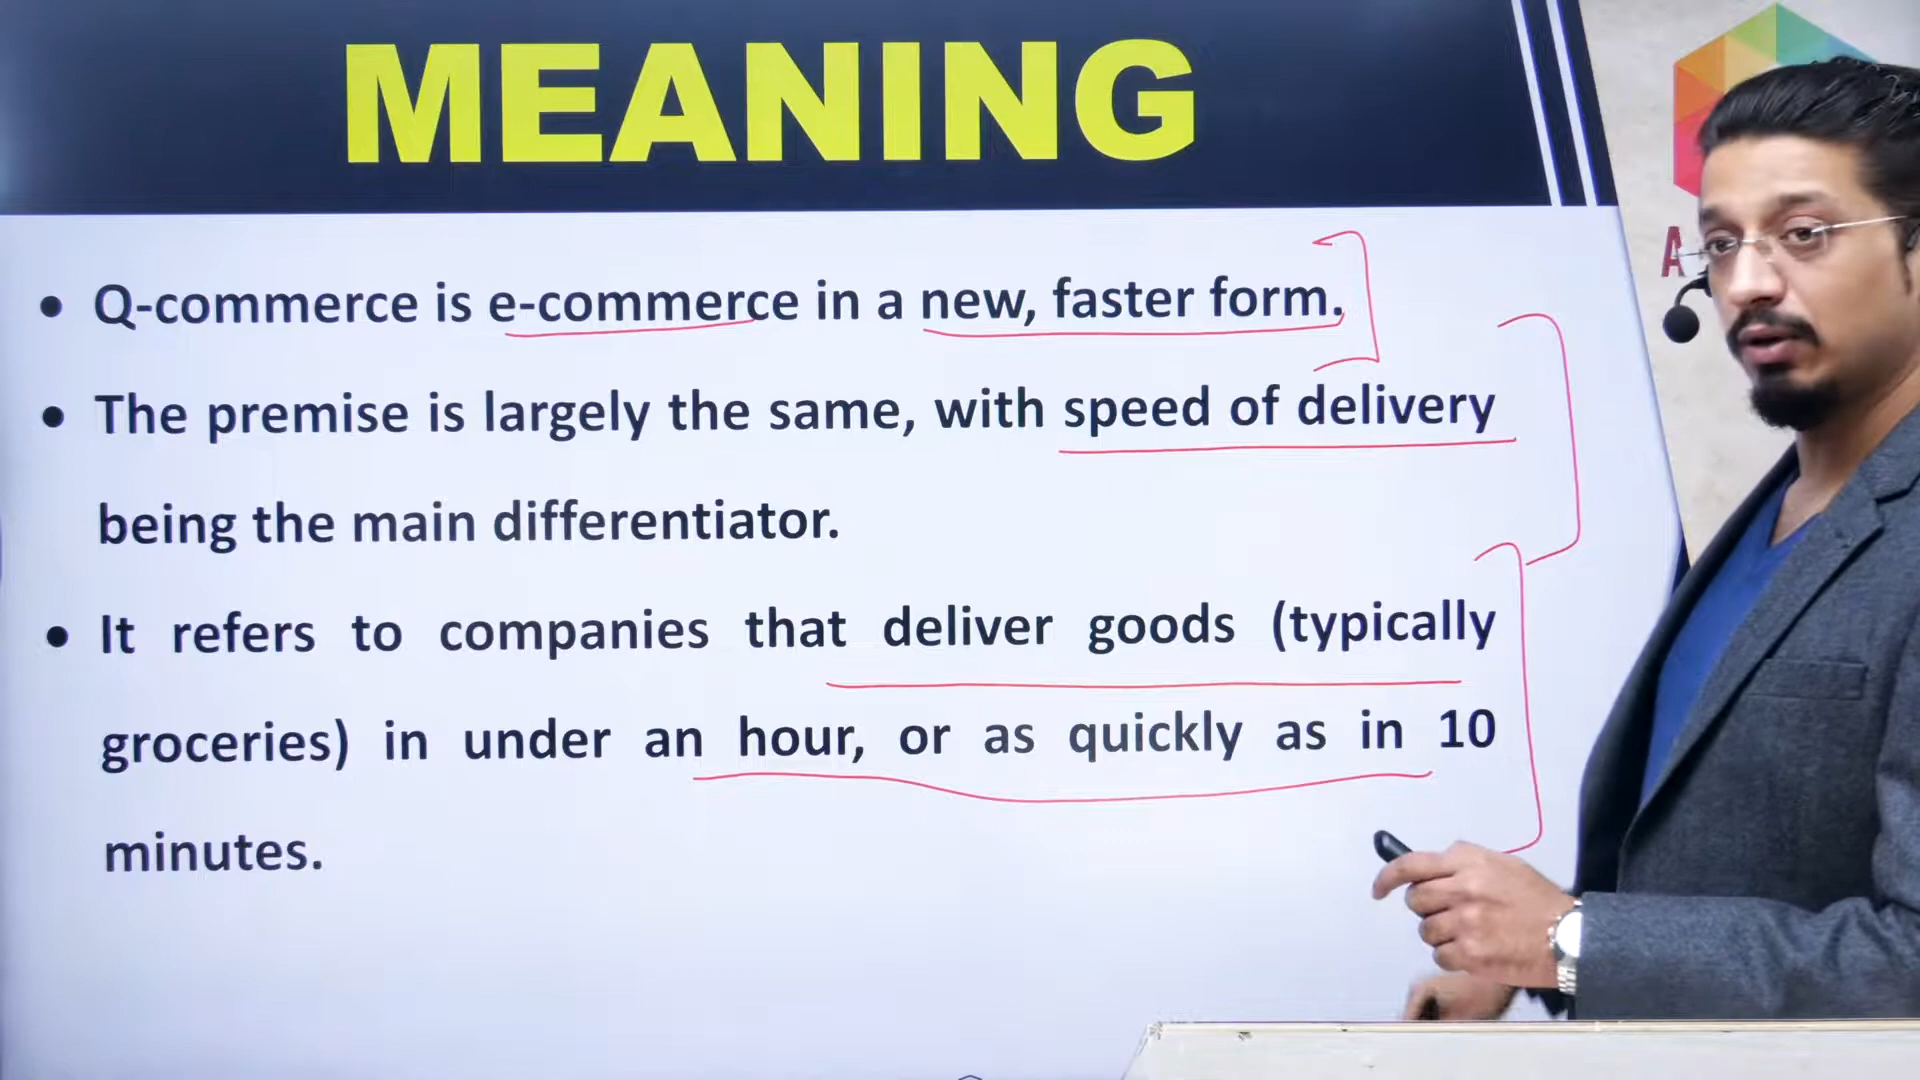 MEANING
• Q-commerce is e-commerce in a new, faster form.
• The premise is largely the same, with speed of delivery
being the main differentiator.
• It refers to companies that deliver goods (typically
groceries) in under an hour, or as quickly as in 10
minutes.
A